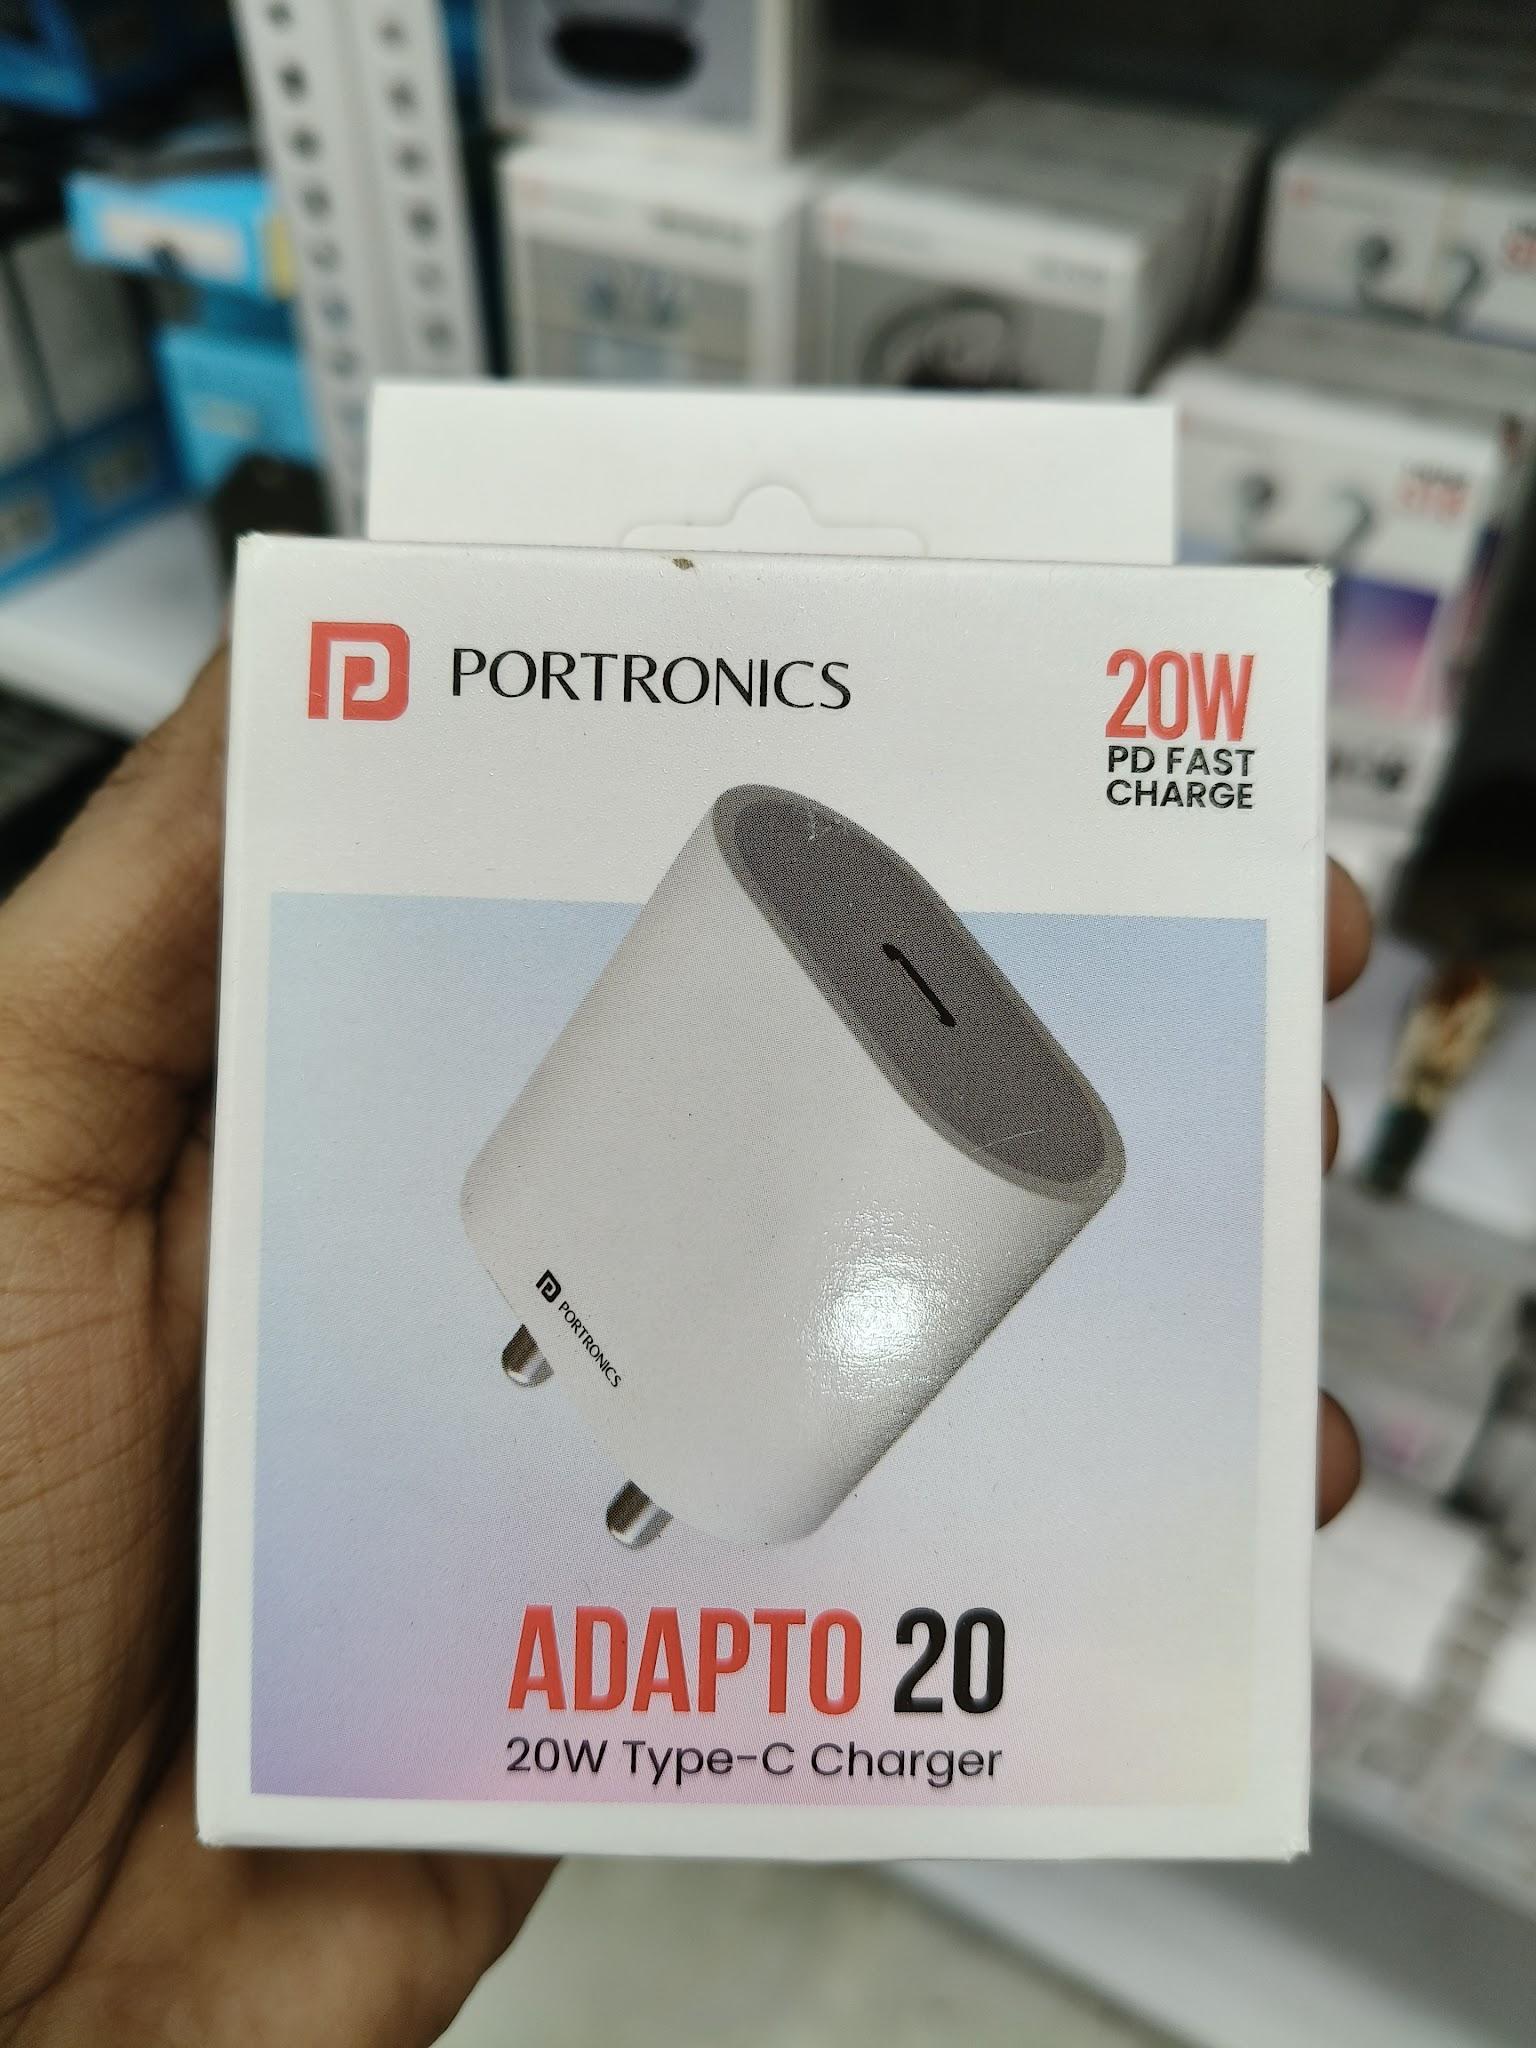 PORTRONICS
20W
PD FAST
CHARGE
PORTRONICS
ADAPTO 20
20W Type-C Charger